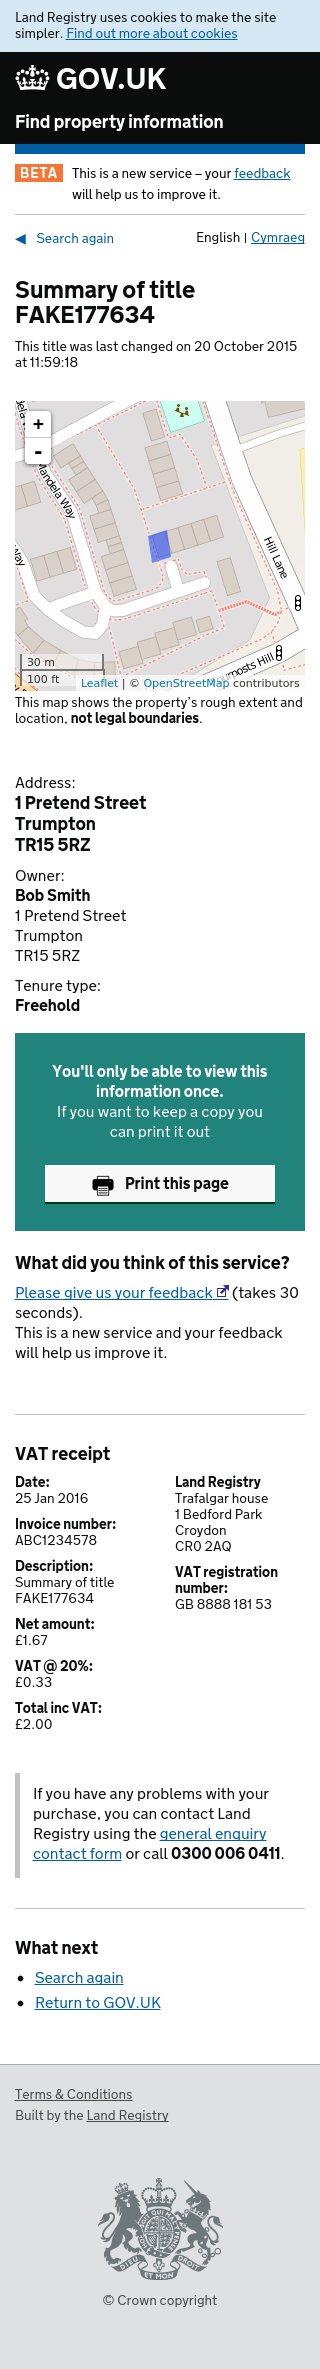 Land Registry uses cookies to make the site
simpler. Find out more about cookies
GOV.UK
Find property information
BETA This is a new service – your feedback
will help us to improve it.
◀ Search again English | Cymraeg
Summary of title
FAKE177634
This title was last changed on 20 October 2015
at 11:59:18
+
-
Mandela Way
Way
Hill Lane
30 m
100 ft
Leaflet | © OpenStreetMap contributors
This map shows the property's rough extent and
location, not legal boundaries.
Address:
1 Pretend Street
Trumpton
TR15 5RZ
Owner:
Bob Smith
1 Pretend Street
Trumpton
TR15 5RZ
Tenure type:
Freehold
You'll only be able to view this
information once.
If you want to keep a copy you
can print it out
Print this page
What did you think of this service?
Please give us your feedback (takes 30
seconds).
This is a new service and your feedback
will help us improve it.
VAT receipt
Date:
25 Jan 2016
Invoice number:
ABC1234578
Description:
Summary of title
FAKE177634
Net amount:
£1.67
VAT @ 20%:
£0.33
Total inc VAT:
£2.00
Land Registry
Trafalgar house
1 Bedford Park
Croydon
CR0 2AQ
VAT registration
number:
GB 8888 181 53
If you have any problems with your
purchase, you can contact Land
Registry using the general enquiry
contact form or call 0300 006 0411.
What next
• Search again
• Return to GOV.UK
Terms & Conditions
Built by the Land Registry
DIEU ET MON DROIT
© Crown copyright